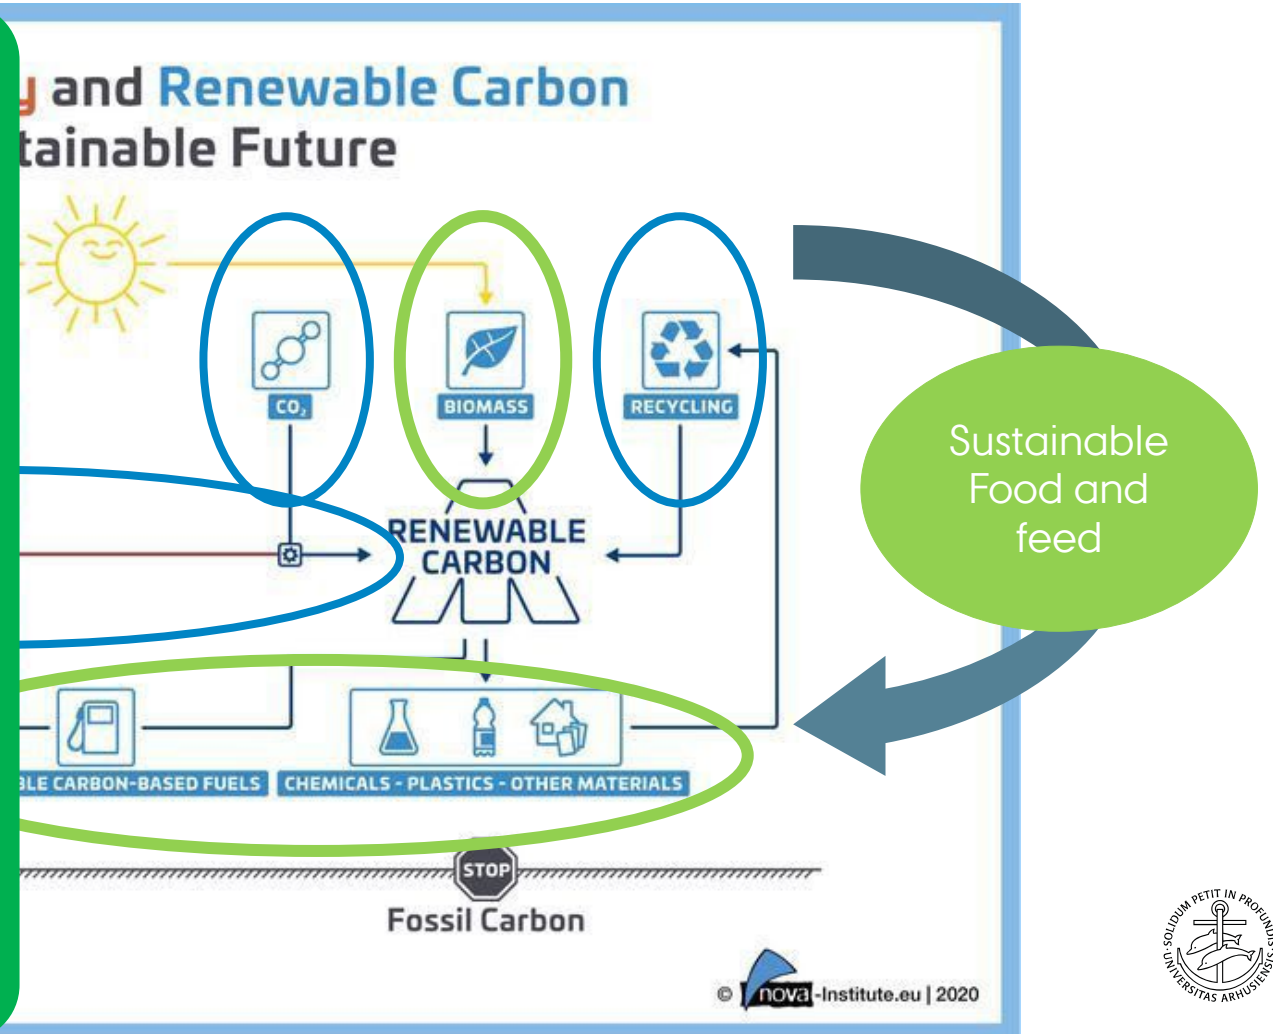 y and Renewable Carbon
tainable Future
CO₂
BIOMASS
RECYCLING
RENEWABLE
CARBON
Sustainable
Food and
feed
BLE CARBON-BASED FUELS
CHEMICALS - PLASTICS - OTHER MATERIALS
STOP
Fossil Carbon
© nova-Institute.eu | 2020
SOLIDUM PETIT IN PROFUNDIS
UNIVERSITAS ARHUSIENSIS